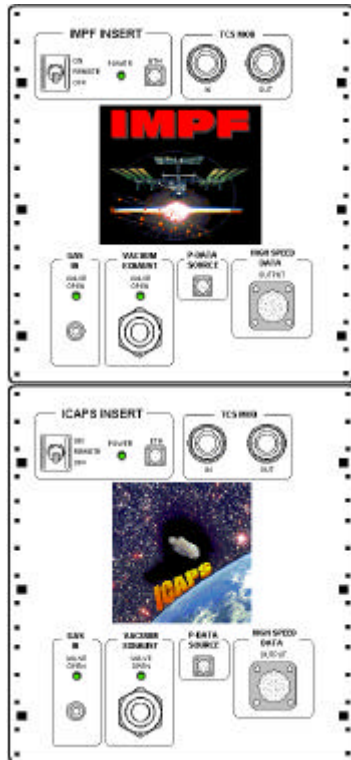 IMPF INSERT
TCS MOD
ON
REMOTE
OFF
POWER
ETH
IN
OUT
IMPF
GAS
IN
VALVE
OPEN
VACUUM
EXHAUST
VALVE
OPEN
P-DATA
SOURCE
HIGH SPEED
DATA
OUTPUT
ICAPS INSERT
TCS MOD
ON
REMOTE
OFF
POWER
ETH
IN
OUT
ICAPS
GAS
IN
VALVE
OPEN
VACUUM
EXHAUST
VALVE
OPEN
P-DATA
SOURCE
HIGH SPEED
DATA
OUTPUT